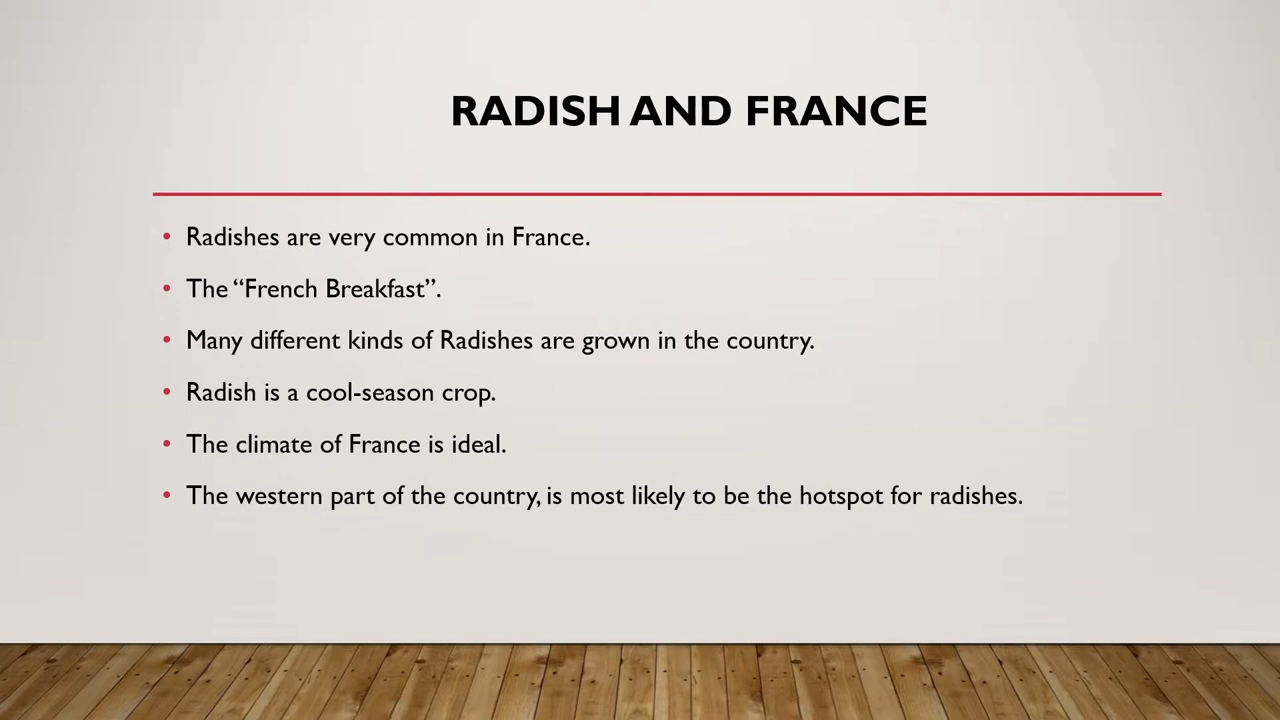 RADISH AND FRANCE
• Radishes are very common in France.
• The “French Breakfast”.
• Many different kinds of Radishes are grown in the country.
• Radish is a cool-season crop.
• The climate of France is ideal.
• The western part of the country, is most likely to be the hotspot for radishes.